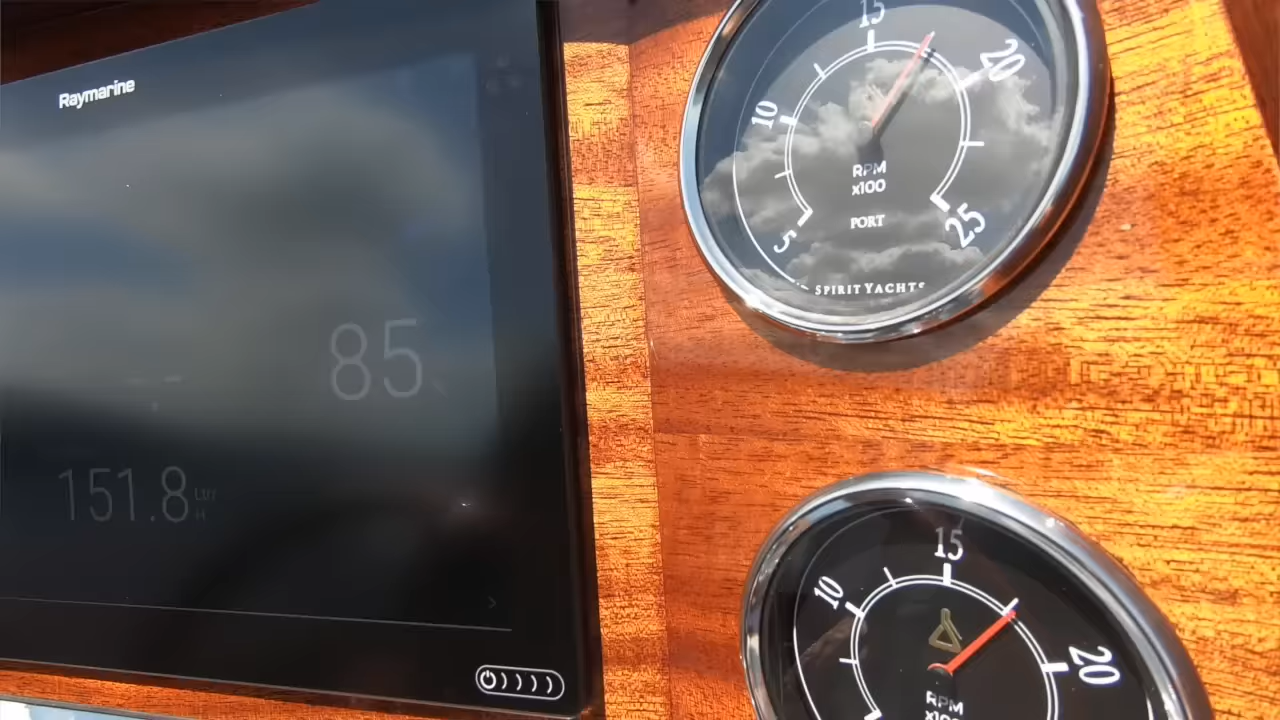 Raymarine
85
151.8
15
20
10
RPM
x100
PORT
5
25
SPIRIT YACHTS
15
10
20
RPM
x100